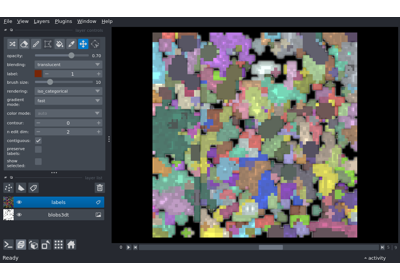 File View Layers Plugins Window Help
opacity: 0.70
blending: translucent
label: 1
brush size: 10
rendering: iso_categorical
gradient mode: fast
color mode:
contour: 0
n edit dim: 2
contiguous:
preserve labels:
show selected:
labels
blobs3dt
Ready
activity